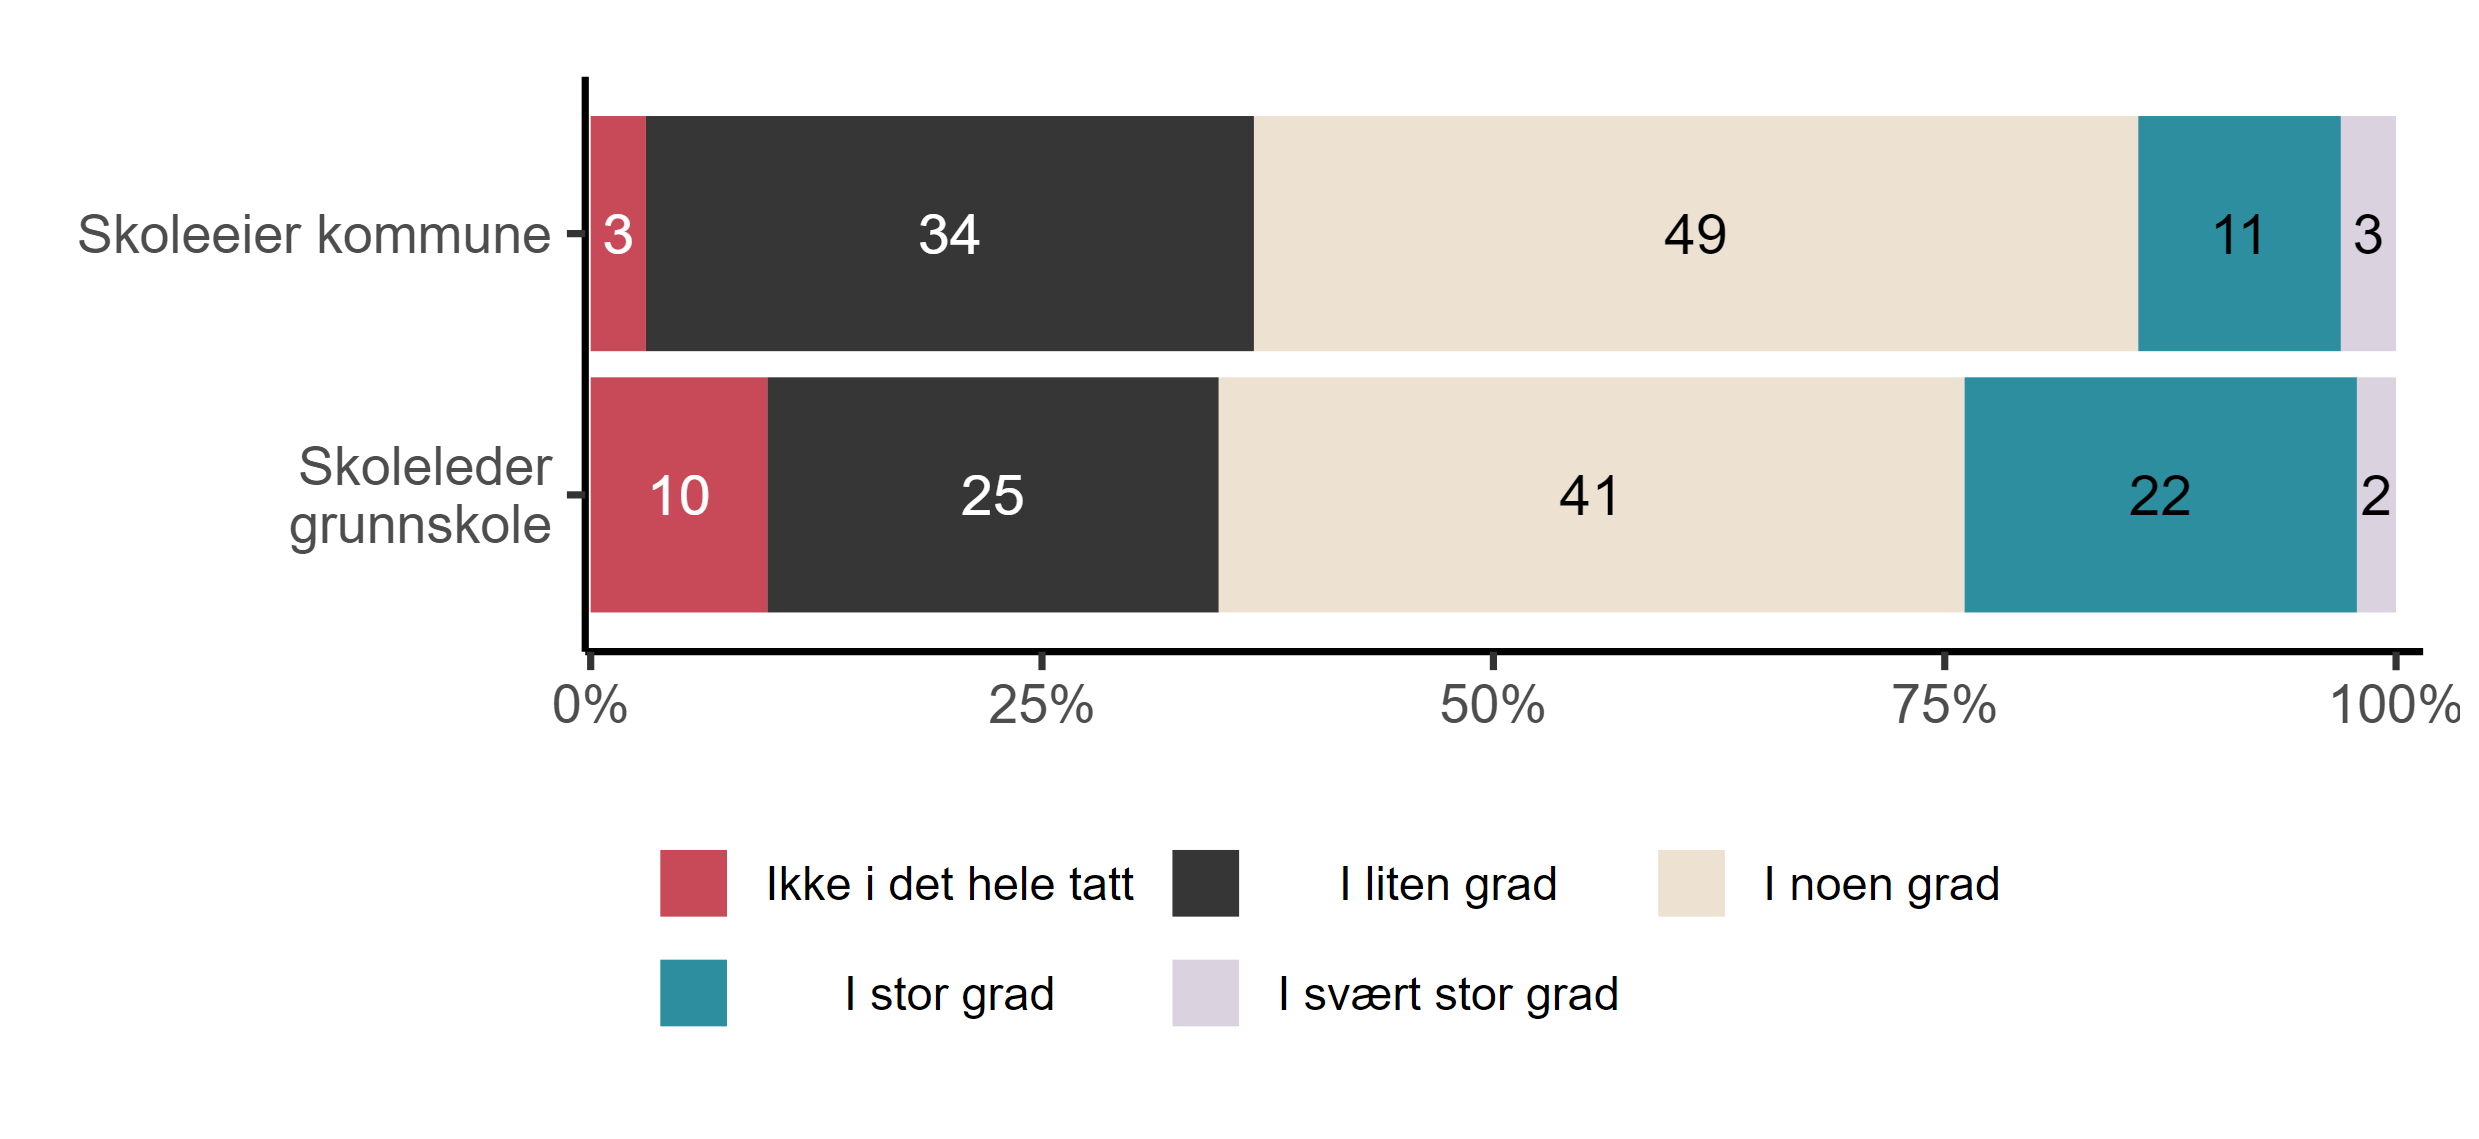 Skoleeier kommune
3 34 49 11 3
Skoleleder
grunnskole
10 25 41 22 2
0% 25% 50% 75% 100%
Ikke i det hele tatt I liten grad I noen grad
I stor grad I svært stor grad